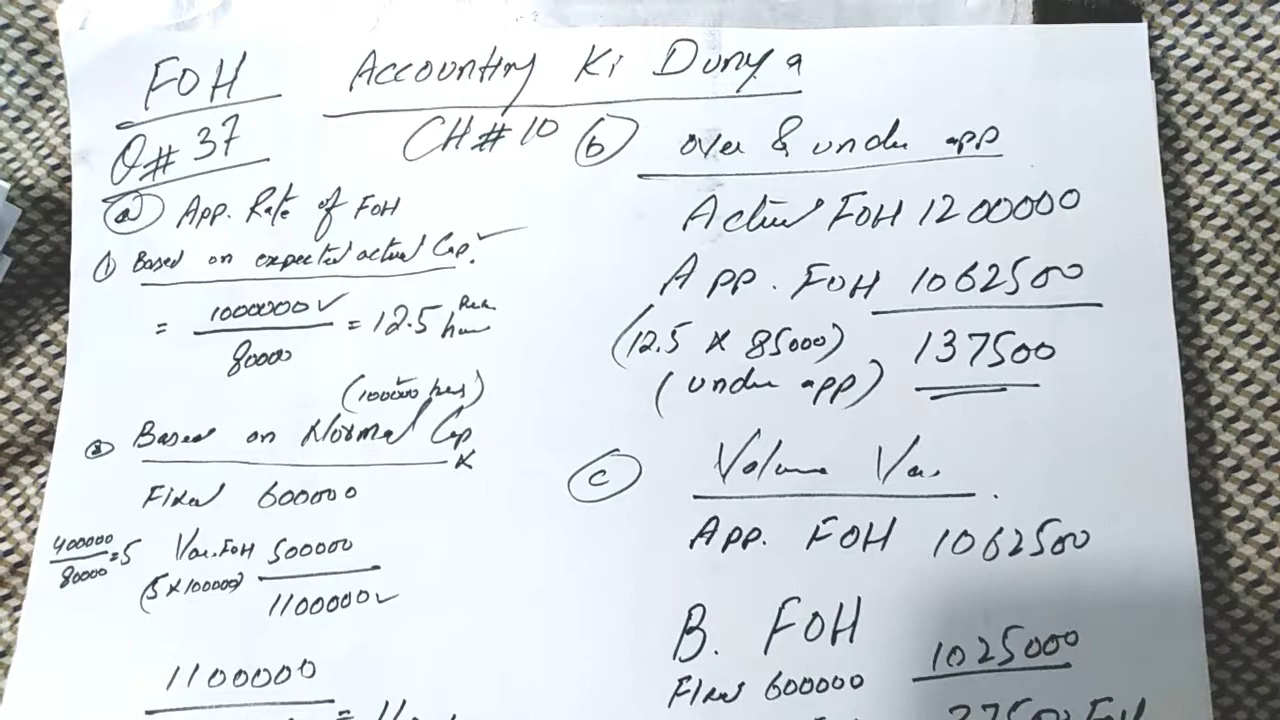 FOH Accounting Ki Dunya
Q# 37 CH# 10
(a) App. Rate of FOH
(1) Based on expected actual Cap. ✓
= 1000000 ✓ / 80000 = 12.5
(100000 hrs)
(2) Based on Normal Cap ×
Fixed 600000
400000 / 80000 = 5 Var. FOH 500000
(5 × 100000)
1100000 ✓
1100000
(b) over & under app
Actual FOH 1200000
App. FOH 1062500
(12.5 × 85000) 137500
(under app)
(c) Volume Var.
App. FOH 1062500
B. FOH 1025000
Fixed 600000